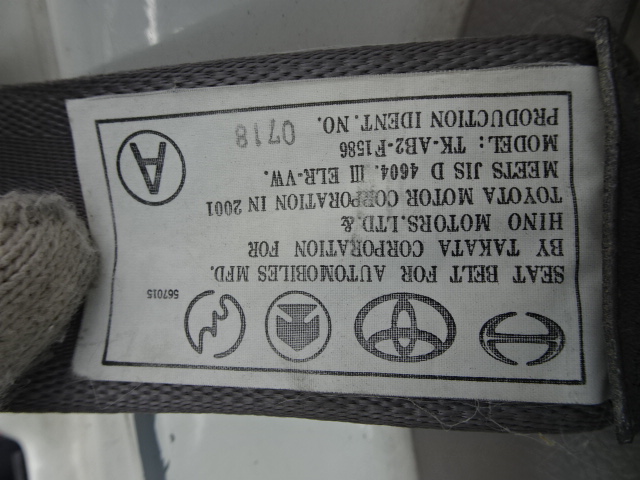 567015
SEAT BELT FOR AUTOMOBILES MFD.
BY TAKATA CORPORATION FOR
HINO MOTORS.LTD.&
TOYOTA MOTOR CORPORATION IN 2001
MEETS JIS D 4604. III ELR-VW.
MODEL: TK-AB2-F1586
PRODUCTION IDENT.NO. 0718
A